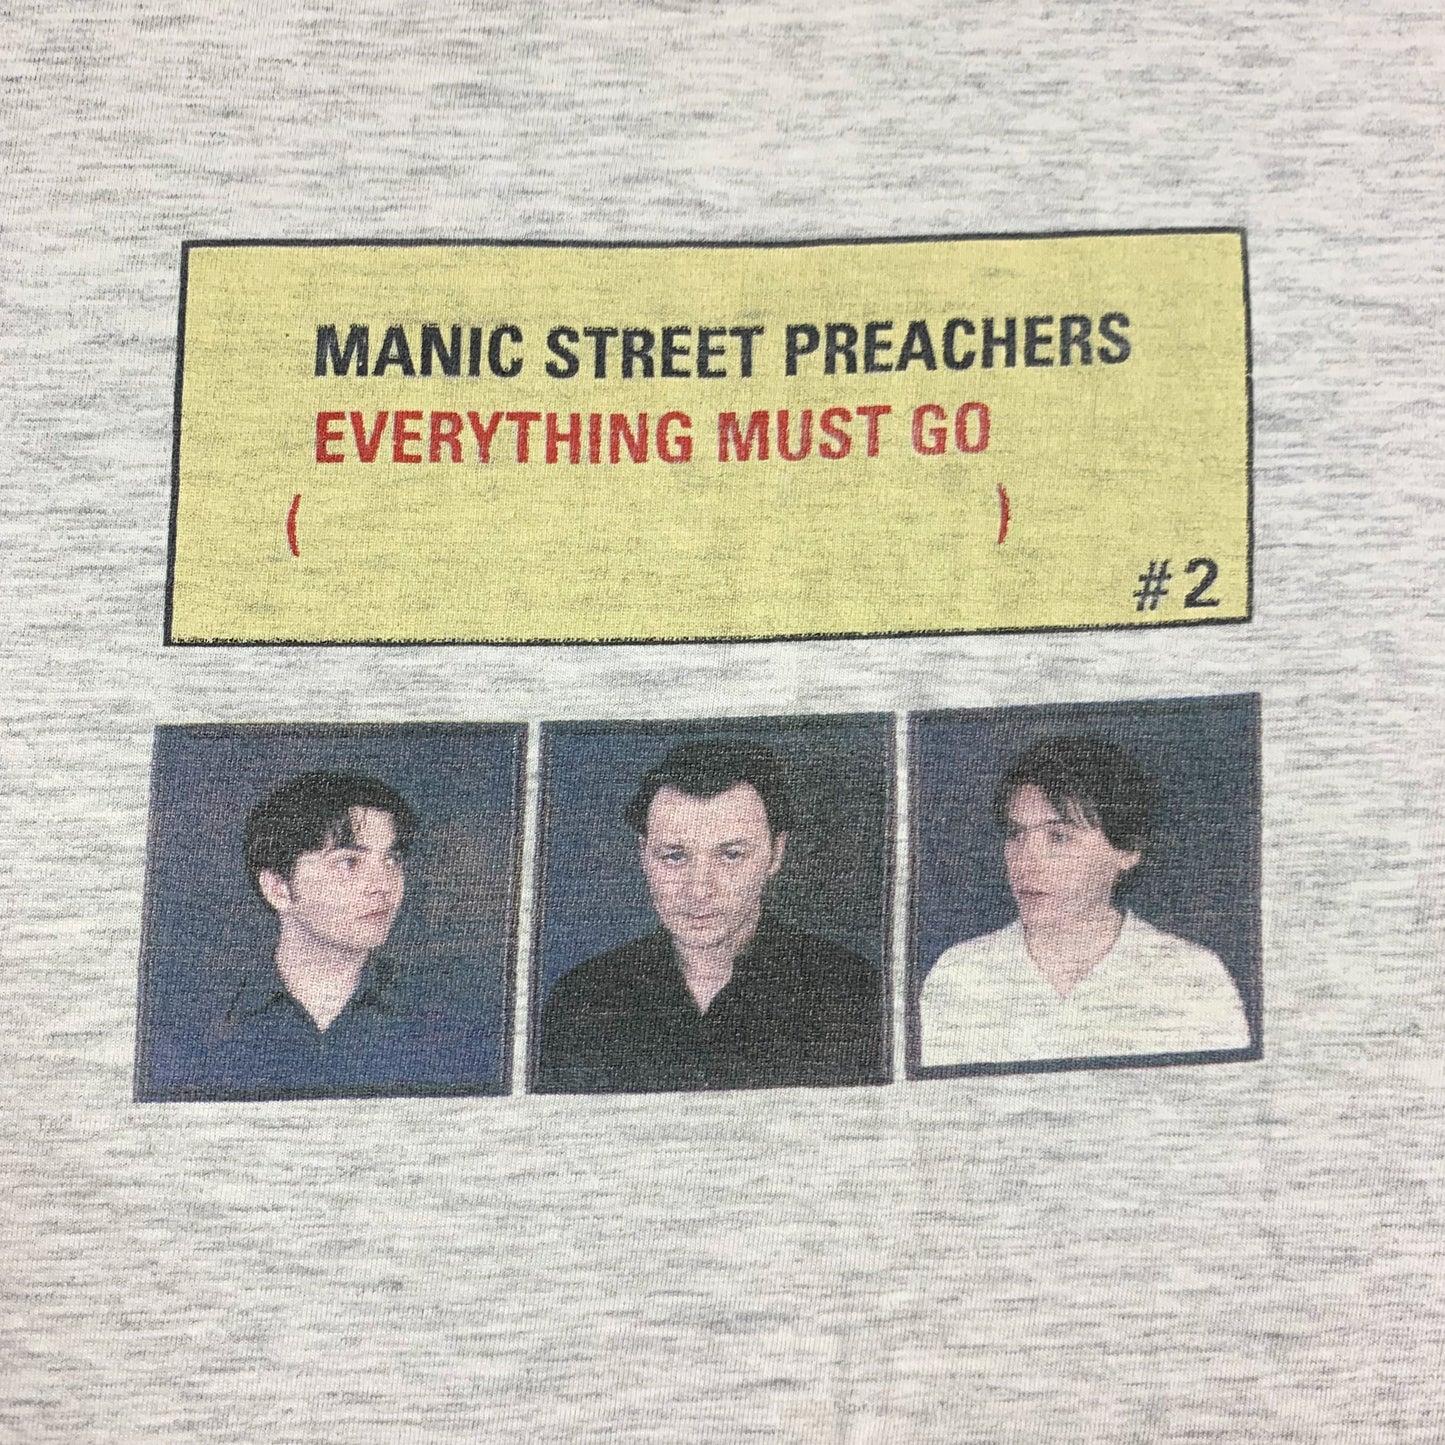 MANIC STREET PREACHERS
EVERYTHING MUST GO
( )
#2